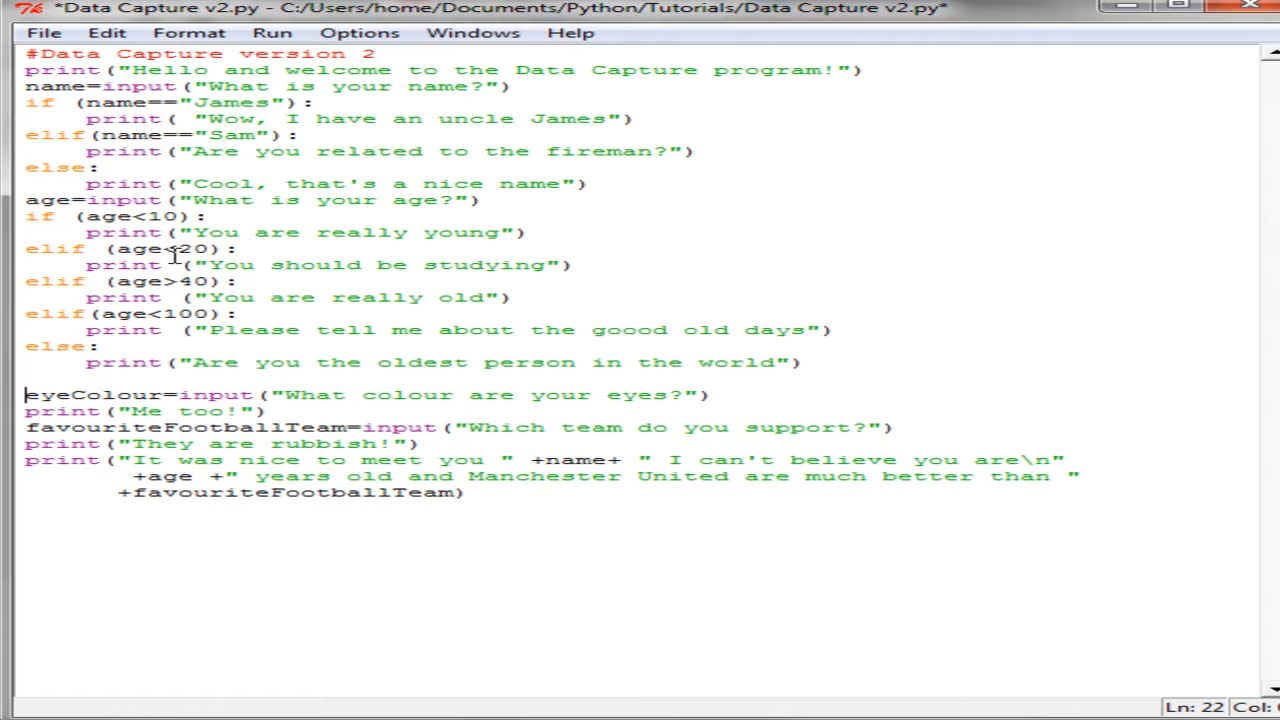 *Data Capture v2.py - C:/Users/home/Documents/Python/Tutorials/Data Capture v2.py*
File Edit Format Run Options Windows Help
#Data Capture version 2
print("Hello and welcome to the Data Capture program!")
name=input("What is your name?")
if (name=="James"):
    print( "Wow, I have an uncle James")
elif(name=="Sam"):
    print("Are you related to the fireman?")
else:
    print("Cool, that's a nice name")
age=input("What is your age?")
if (age<10):
    print("You are really young")
elif (age<20):
    print ("You should be studying")
elif (age>40):
    print ("You are really old")
elif(age<100):
    print ("Please tell me about the goood old days")
else:
    print("Are you the oldest person in the world")
eyeColour=input("What colour are your eyes?")
print("Me too!")
favouriteFootballTeam=input("Which team do you support?")
print("They are rubbish!")
print("It was nice to meet you " +name+ " I can't believe you are\n"
       +age +" years old and Manchester United are much better than "
      +favouriteFootballTeam)
Ln: 22 Col: